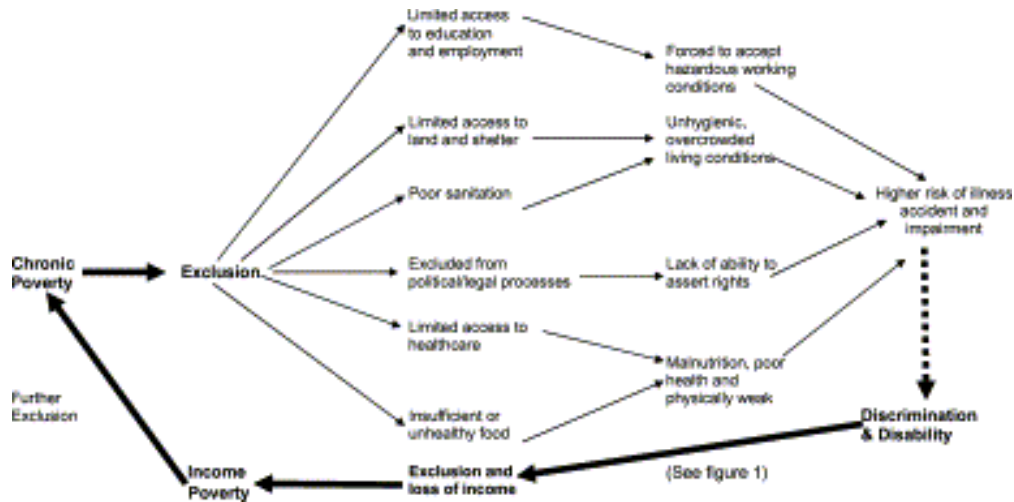 Limited access
to education
and employment
Forced to accept
hazardous working
conditions
Limited access to
land and shelter
Unhygienic,
overcrowded
living conditions
Poor sanitation
Higher risk of illness
accident and
impairment
Chronic
Poverty
Exclusion
Excluded from
political/legal processes
Lack of ability to
assert rights
Limited access to
healthcare
Malnutrition, poor
health and
physically weak
Further
Exclusion
Insufficient or
unhealthy food
Discrimination
& Disability
Income
Poverty
Exclusion and
loss of income
(See figure 1)